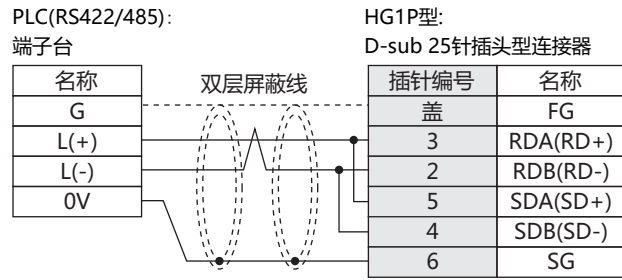 PLC(RS422/485):
端子台
HG1P型:
D-sub 25针插头型连接器
名称
G
L(+)
L(-)
0V
双层屏蔽线
插针编号 名称
盖 FG
3 RDA(RD+)
2 RDB(RD-)
5 SDA(SD+)
4 SDB(SD-)
6 SG